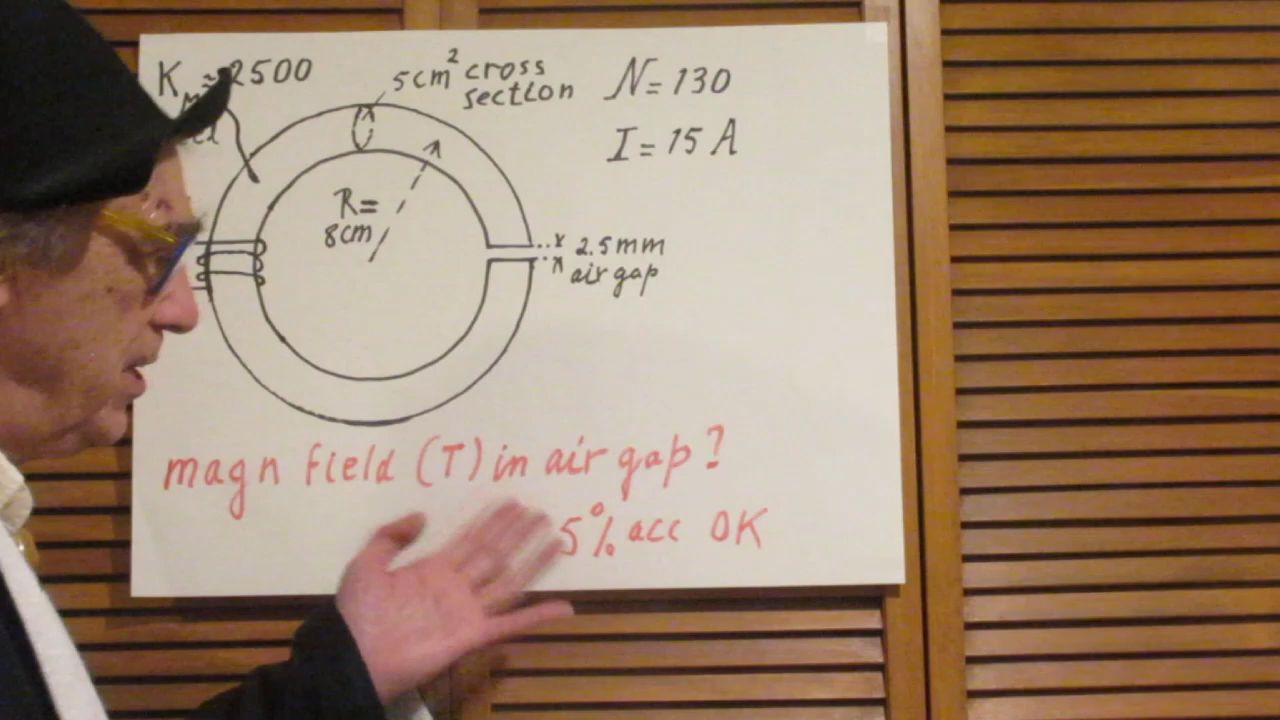 K ≈ 2500
5cm² cross
section
N = 130
I = 15 A
R =
8cm
2.5mm
air gap
magn field (T) in air gap?
5% acc OK